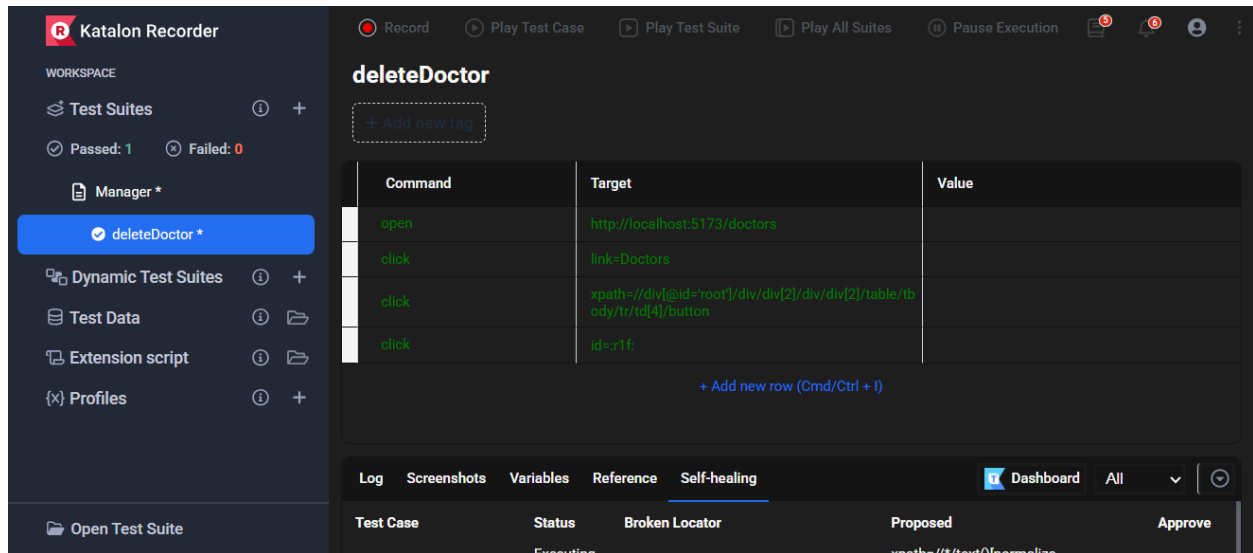 R Katalon Recorder
Record Play Test Case Play Test Suite Play All Suites Pause Execution 5 6
WORKSPACE
deleteDoctor
Test Suites +
+ Add new tag
Passed: 1 Failed: 0
Manager *
deleteDoctor *
Command Target Value
open http://localhost:5173/doctors
click link=Doctors
click xpath=//div[@id='root']/div/div[2]/div/div[2]/table/tb
ody/tr/td[4]/button
click id=:r1f:
+ Add new row (Cmd/Ctrl + I)
Dynamic Test Suites +
Test Data
Extension script
{x} Profiles +
Log Screenshots Variables Reference Self-healing Dashboard All
Test Case Status Broken Locator Proposed Approve
Executing xpath=//*/text()[normalize
Open Test Suite